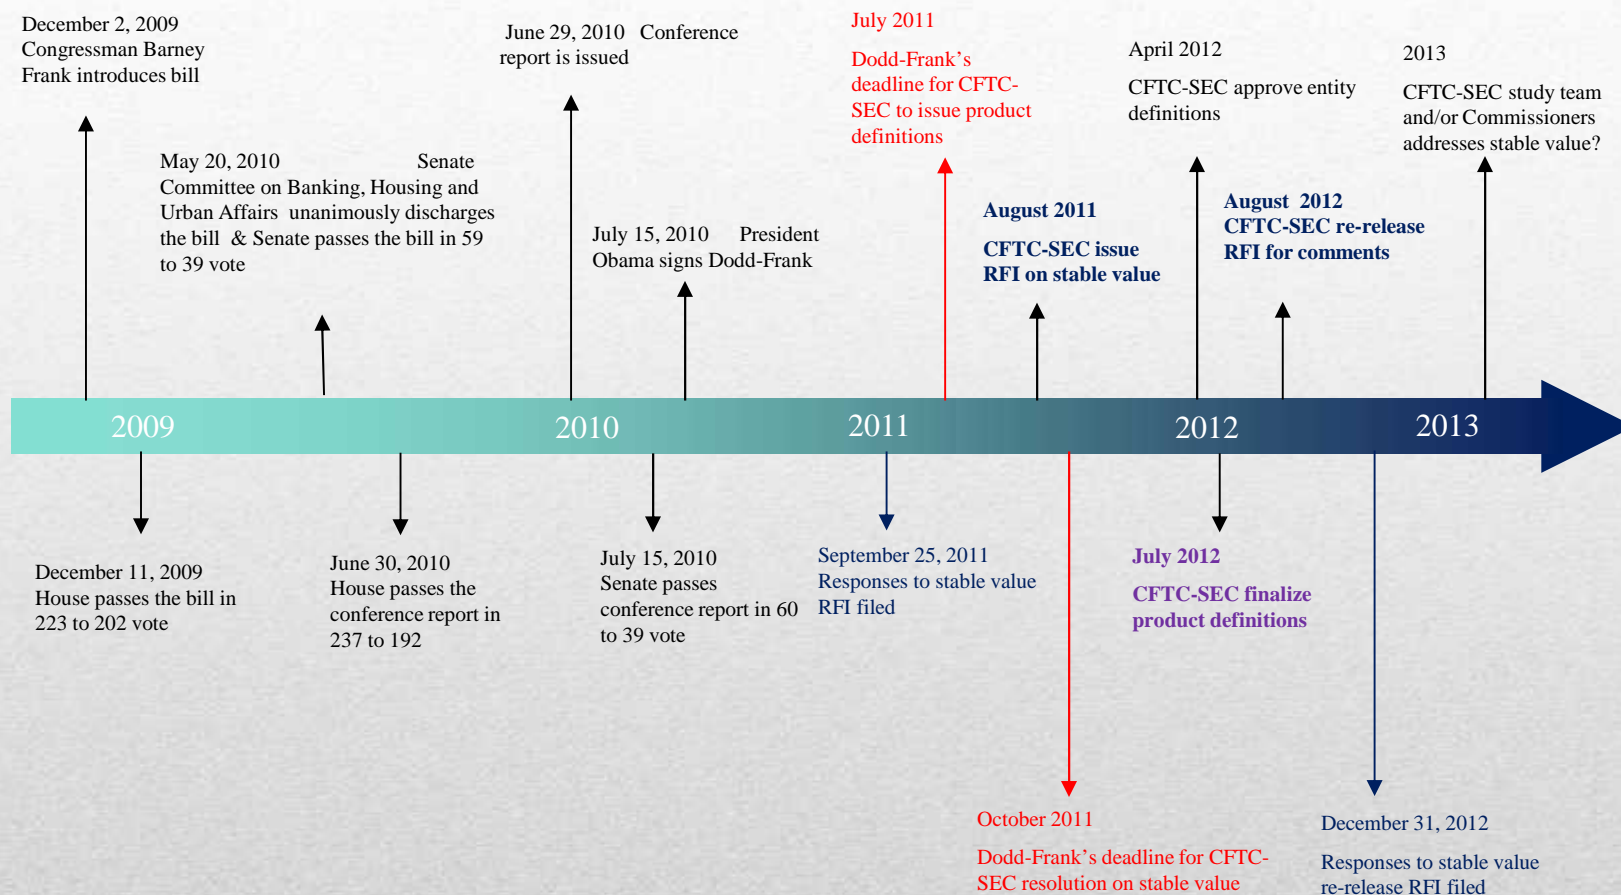 December 2, 2009
Congressman Barney
Frank introduces bill
May 20, 2010 Senate
Committee on Banking, Housing and
Urban Affairs unanimously discharges
the bill & Senate passes the bill in 59
to 39 vote
June 29, 2010 Conference
report is issued
July 15, 2010 President
Obama signs Dodd-Frank
July 2011
Dodd-Frank’s
deadline for CFTC-
SEC to issue product
definitions
August 2011
CFTC-SEC issue
RFI on stable value
April 2012
CFTC-SEC approve entity
definitions
August 2012
CFTC-SEC re-release
RFI for comments
2013
CFTC-SEC study team
and/or Commissioners
addresses stable value?
2009
2010
2011
2012
2013
December 11, 2009
House passes the bill in
223 to 202 vote
June 30, 2010
House passes the
conference report in
237 to 192
July 15, 2010
Senate passes
conference report in 60
to 39 vote
September 25, 2011
Responses to stable value
RFI filed
October 2011
Dodd-Frank’s deadline for CFTC-
SEC resolution on stable value
July 2012
CFTC-SEC finalize
product definitions
December 31, 2012
Responses to stable value
re-release RFI filed